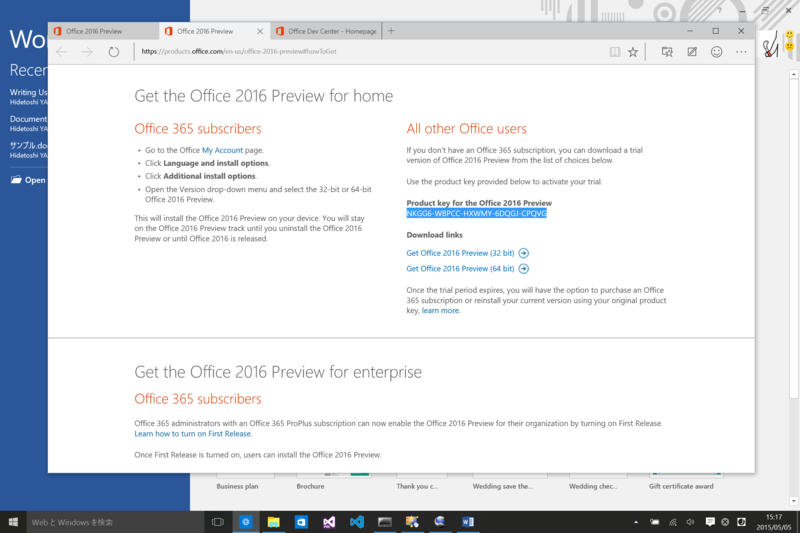 Wo
Recen
Writing Us
Hidetoshi YA
Document
Hidetoshi YA
サンプル.do
Hidetoshi YA
Open
Office 2016 Preview
Office 2016 Preview
Office Dev Center - Homepage
https://products.office.com/en-us/office-2016-preview#howToGet
Get the Office 2016 Preview for home
Office 365 subscribers
• Go to the Office My Account page.
• Click Language and install options.
• Click Additional install options.
• Open the Version drop-down menu and select the 32-bit or 64-bit
Office 2016 Preview.
This will install the Office 2016 Preview on your device. You will stay
on the Office 2016 Preview track until you uninstall the Office 2016
Preview or until Office 2016 is released.
All other Office users
If you don't have an Office 365 subscription, you can download a trial
version of Office 2016 Preview from the list of choices below.
Use the product key provided below to activate your trial.
Product key for the Office 2016 Preview
NKGG6-WBPCC-HXWMY-6DQGJ-CPQVG
Download links
Get Office 2016 Preview (32 bit)
Get Office 2016 Preview (64 bit)
Once the trial period expires, you will have the option to purchase an Office
365 subscription or reinstall your current version using your original product
key, learn more.
Get the Office 2016 Preview for enterprise
Office 365 subscribers
Office 365 administrators with an Office 365 ProPlus subscription can now enable the Office 2016 Preview for their organization by turning on First Release.
Learn how to turn on First Release.
Once First Release is turned on, users can install the Office 2016 Preview.
Business plan
Brochure
Thank you c...
Wedding save the...
Wedding chec...
Gift certificate award
Web と Windows を検索
15:17
2015/05/05